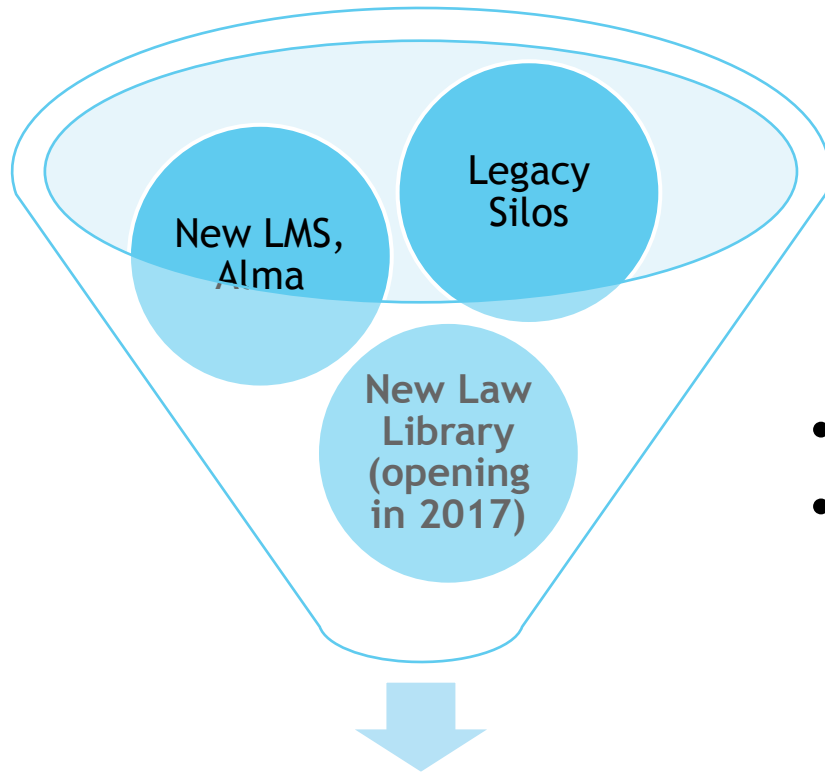 Legacy
Silos
New LMS,
Alma
New Law
Library
(opening
in 2017)
•
•